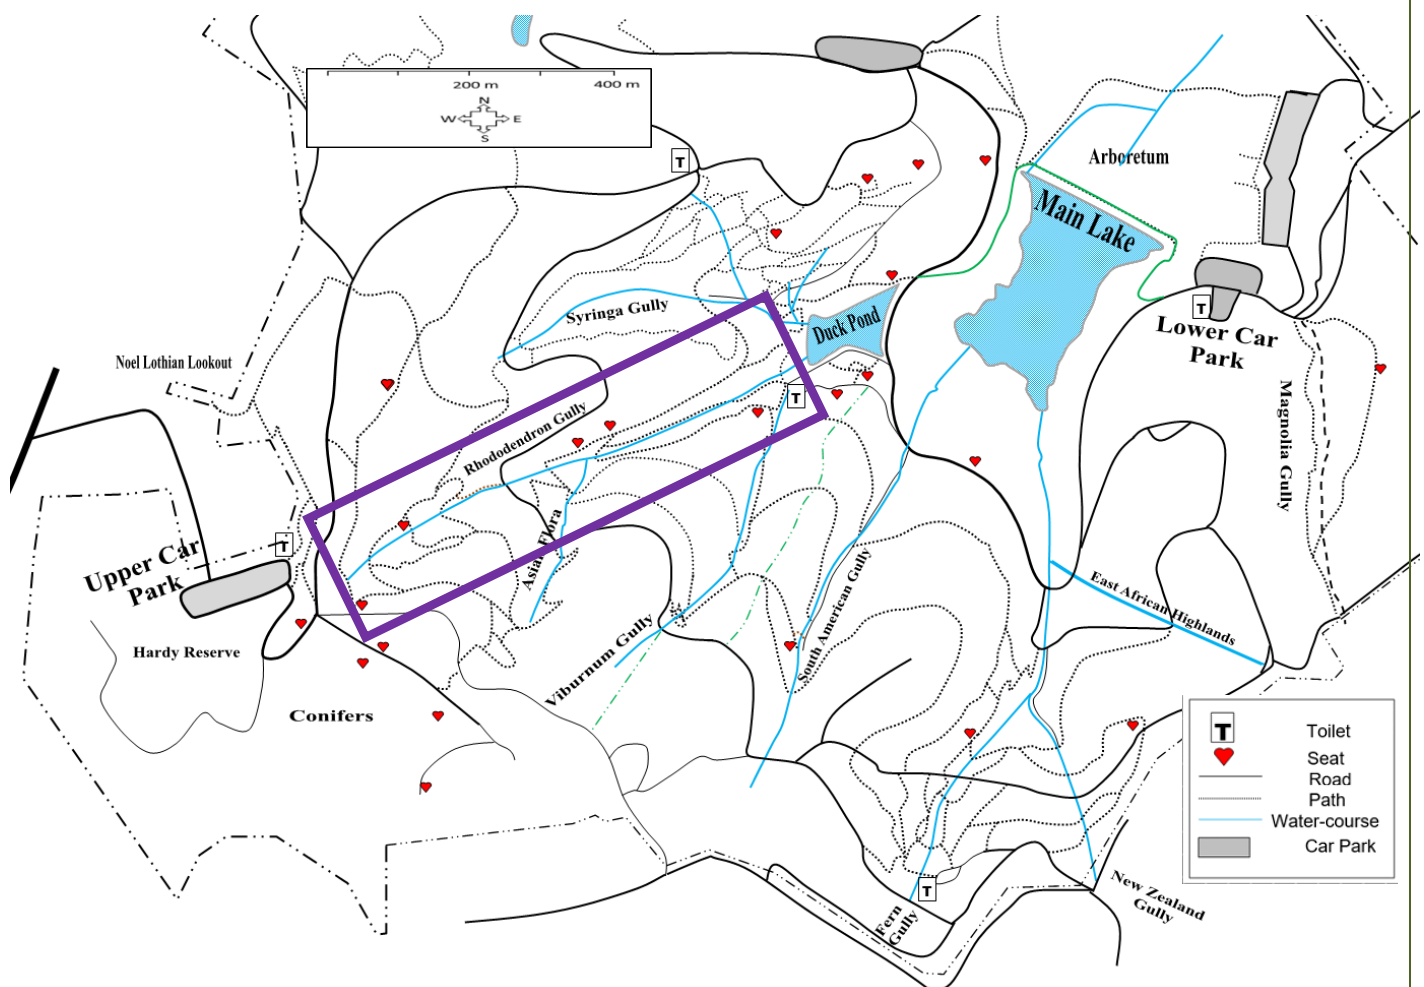 200 m
400 m
N
W
E
S
T
Arboretum
Main Lake
Syringa Gully
Duck Pond
T
Lower Car
Park
Noel Lothian Lookout
T
Magnolia Gully
Rhododendron Gully
Asian Flora
T
Upper Car
Park
East African Highlands
South American Gully
Hardy Reserve
Viburnum Gully
Conifers
T
Fern
Gully
New Zealand
Gully
T
Toilet
Seat
Road
Path
Water-course
Car Park